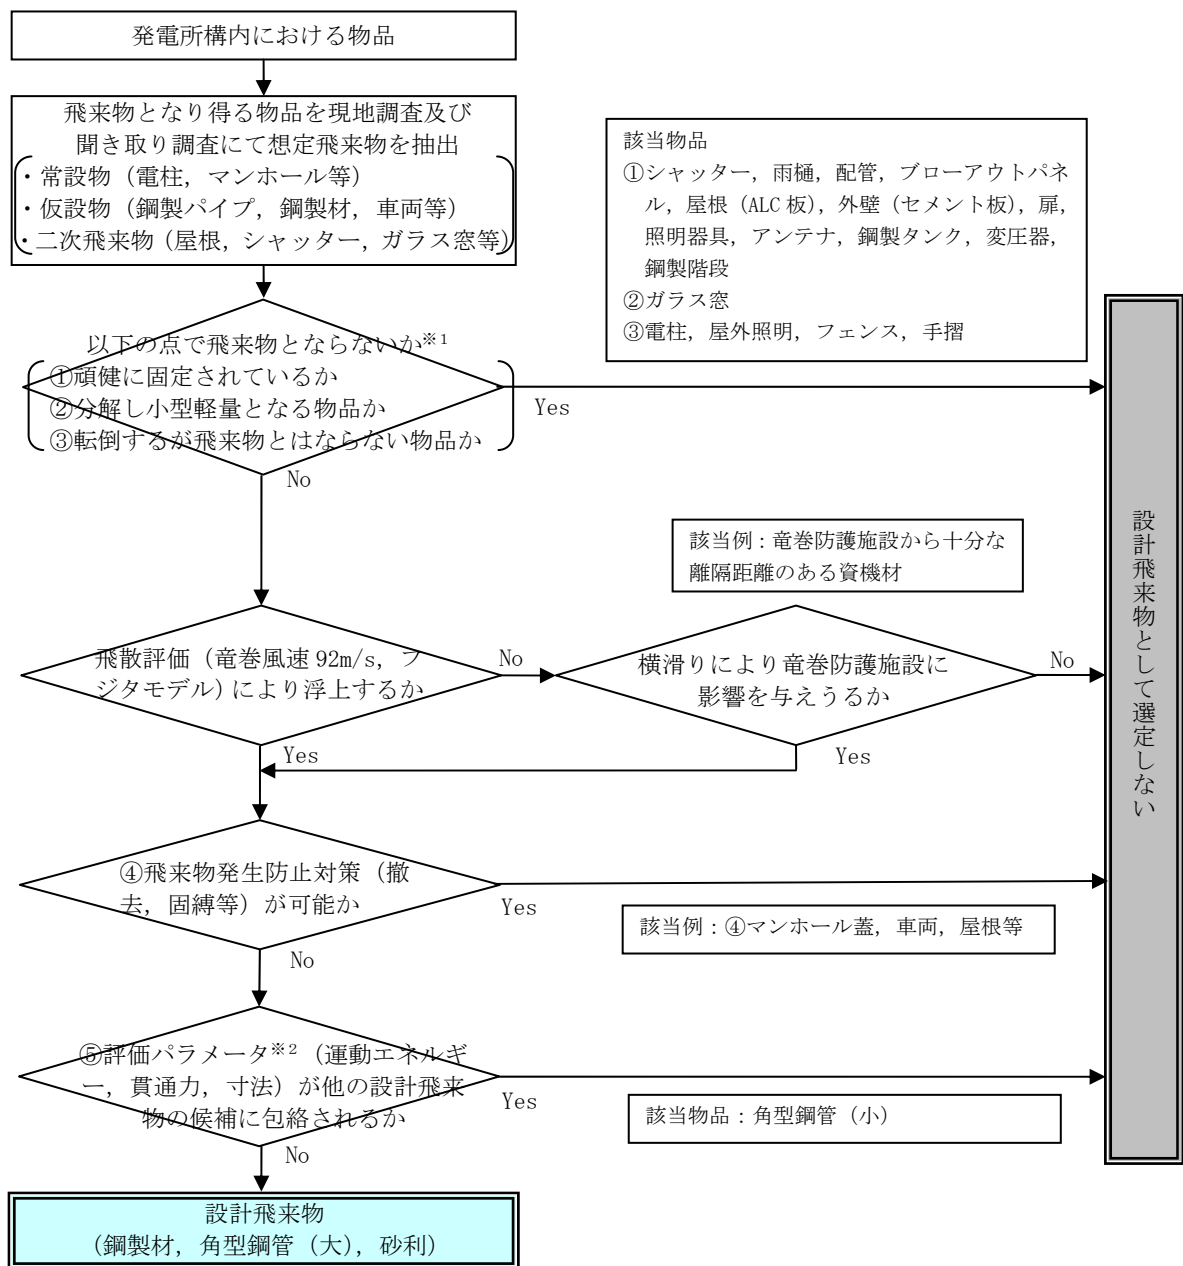 発電所構内における物品
飛来物となり得る物品を現地調査及び
聞き取り調査にて想定飛来物を抽出
・常設物（電柱，マンホール等）
・仮設物（鋼製パイプ，鋼製材，車両等）
・二次飛来物（屋根，シャッター，ガラス窓等）
該当物品
①シャッター，雨樋，配管，ブローアウトパネ
ル，屋根（ALC板），外壁（セメント板），扉，
照明器具，アンテナ，鋼製タンク，変圧器，
鋼製階段
②ガラス窓
③電柱，屋外照明，フェンス，手摺
以下の点で飛来物とならないか※1
①頑健に固定されているか
②分解し小型軽量となる物品か
③転倒するが飛来物とはならない物品か
Yes
No
該当例：竜巻防護施設から十分な
離隔距離のある資機材
飛散評価（竜巻風速 92m/s，フ
ジタモデル）により浮上するか
No
横滑りにより竜巻防護施設に
影響を与えうるか
No
Yes
Yes
④飛来物発生防止対策（撤
去，固縛等）が可能か
Yes
該当例：④マンホール蓋，車両，屋根等
No
⑤評価パラメータ※2（運動エネルギ
ー，貫通力，寸法）が他の設計飛来
物の候補に包絡されるか
Yes
該当物品：角型鋼管（小）
No
設計飛来物
（鋼製材，角型鋼管（大），砂利）
設計飛来物として選定しない